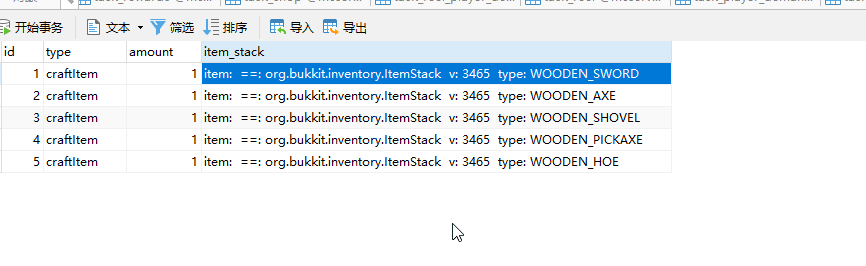 开始事务 文本 筛选 排序 导入 导出
id type amount item_stack
1 craftItem 1 item: ==: org.bukkit.inventory.ItemStack v: 3465 type: WOODEN_SWORD
2 craftItem 1 item: ==: org.bukkit.inventory.ItemStack v: 3465 type: WOODEN_AXE
3 craftItem 1 item: ==: org.bukkit.inventory.ItemStack v: 3465 type: WOODEN_SHOVEL
4 craftItem 1 item: ==: org.bukkit.inventory.ItemStack v: 3465 type: WOODEN_PICKAXE
5 craftItem 1 item: ==: org.bukkit.inventory.ItemStack v: 3465 type: WOODEN_HOE